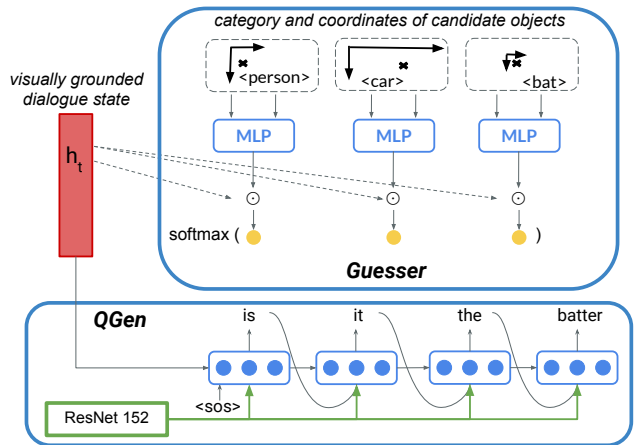 category and coordinates of candidate objects
<person>
<car>
<bat>
visually grounded
dialogue state
MLP
MLP
MLP
h_t
softmax (
)
Guesser
QGen
is
it
the
batter
<sos>
ResNet 152